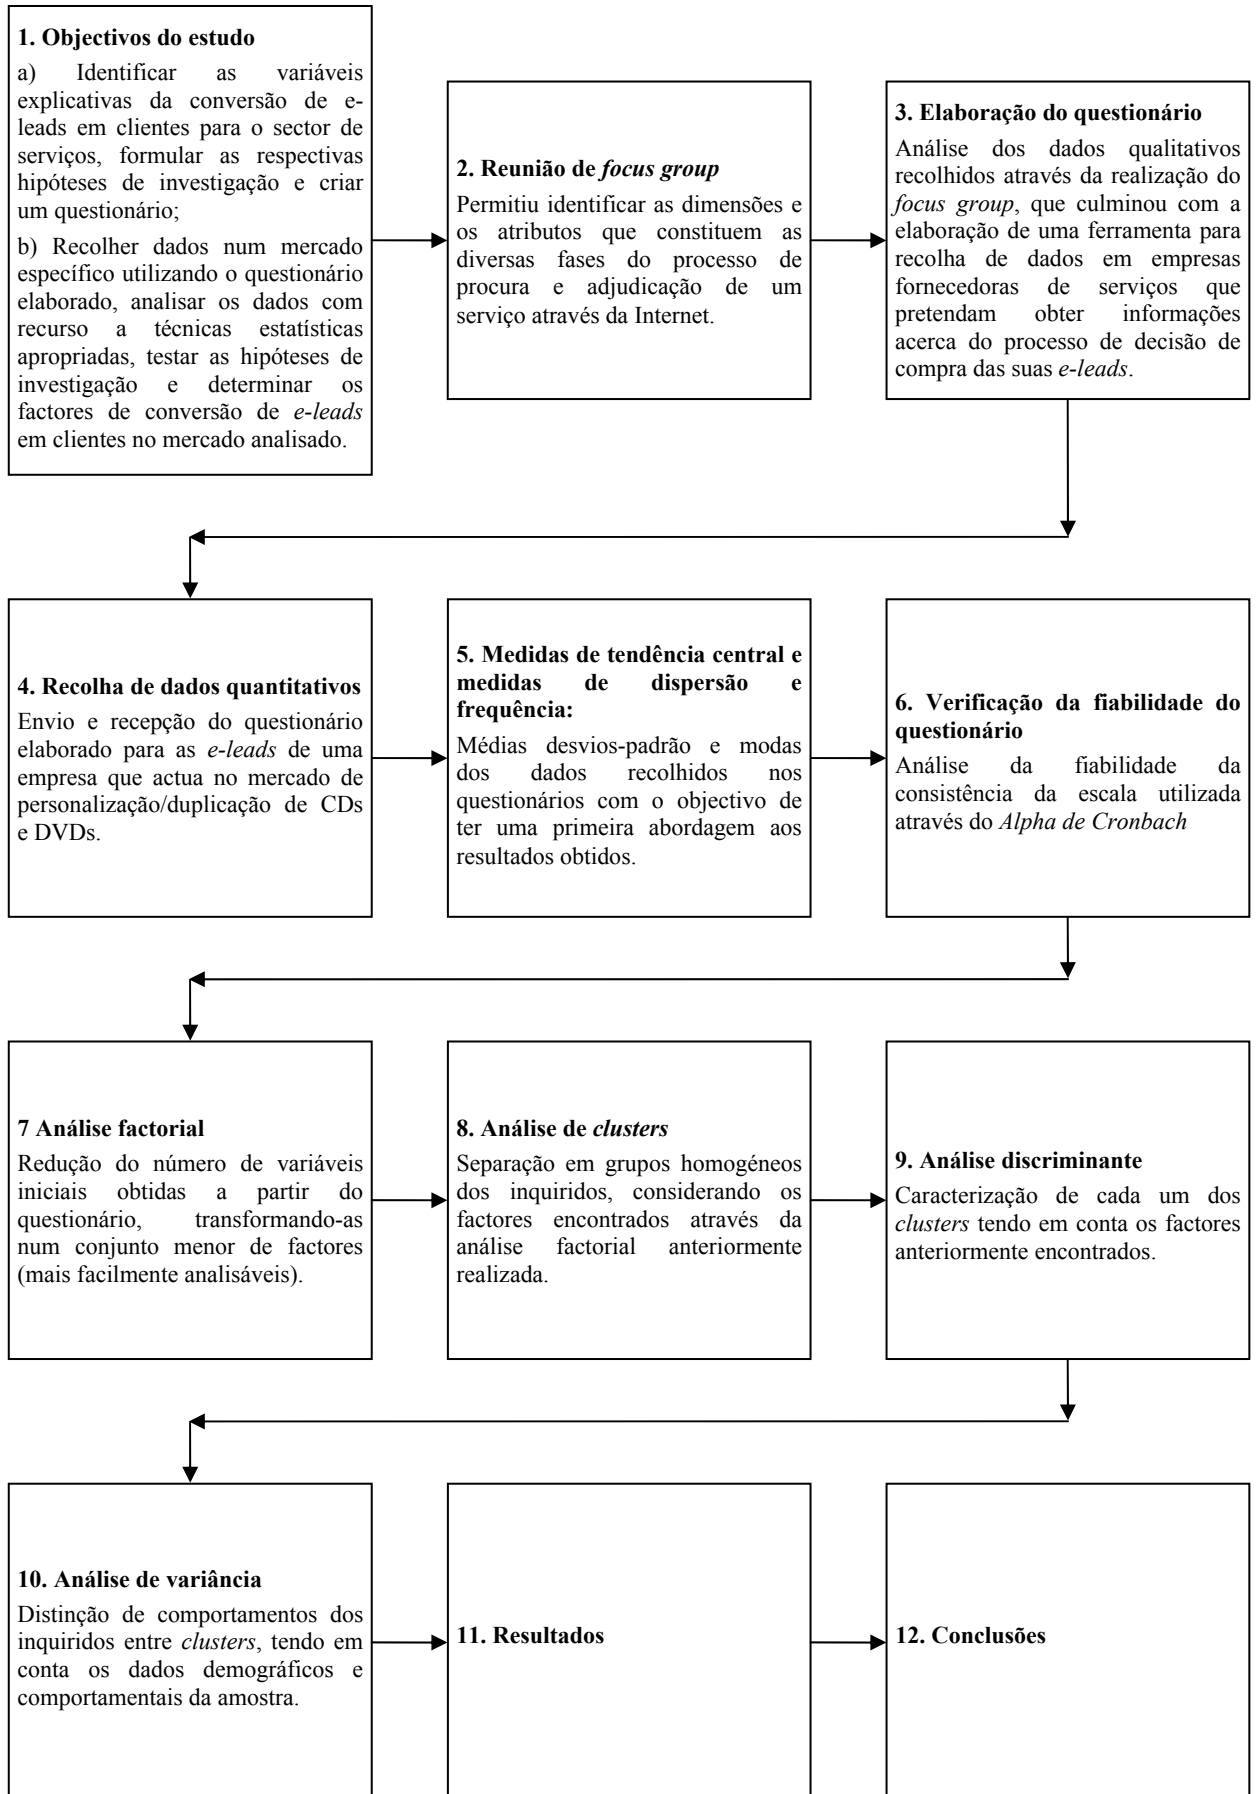 1. Objectivos do estudo
a) Identificar as variáveis
explicativas da conversão de e-
leads em clientes para o sector de
serviços, formular as respectivas
hipóteses de investigação e criar
um questionário;
b) Recolher dados num mercado
específico utilizando o questionário
elaborado, analisar os dados com
recurso a técnicas estatísticas
apropriadas, testar as hipóteses de
investigação e determinar os
factores de conversão de e-leads
em clientes no mercado analisado.
2. Reunião de focus group
Permitiu identificar as dimensões e
os atributos que constituem as
diversas fases do processo de
procura e adjudicação de um
serviço através da Internet.
3. Elaboração do questionário
Análise dos dados qualitativos
recolhidos através da realização do
focus group, que culminou com a
elaboração de uma ferramenta para
recolha de dados em empresas
fornecedoras de serviços que
pretendam obter informações
acerca do processo de decisão de
compra das suas e-leads.
4. Recolha de dados quantitativos
Envio e recepção do questionário
elaborado para as e-leads de uma
empresa que actua no mercado de
personalização/duplicação de CDs
e DVDs.
5. Medidas de tendência central e
medidas de dispersão e
frequência:
Médias desvios-padrão e modas
dos dados recolhidos nos
questionários com o objectivo de
ter uma primeira abordagem aos
resultados obtidos.
6. Verificação da fiabilidade do
questionário
Análise da fiabilidade da
consistência da escala utilizada
através do Alpha de Cronbach
7 Análise factorial
Redução do número de variáveis
iniciais obtidas a partir do
questionário, transformando-as
num conjunto menor de factores
(mais facilmente analisáveis).
8. Análise de clusters
Separação em grupos homogéneos
dos inquiridos, considerando os
factores encontrados através da
análise factorial anteriormente
realizada.
9. Análise discriminante
Caracterização de cada um dos
clusters tendo em conta os factores
anteriormente encontrados.
10. Análise de variância
Distinção de comportamentos dos
inquiridos entre clusters, tendo em
conta os dados demográficos e
comportamentais da amostra.
11. Resultados
12. Conclusões